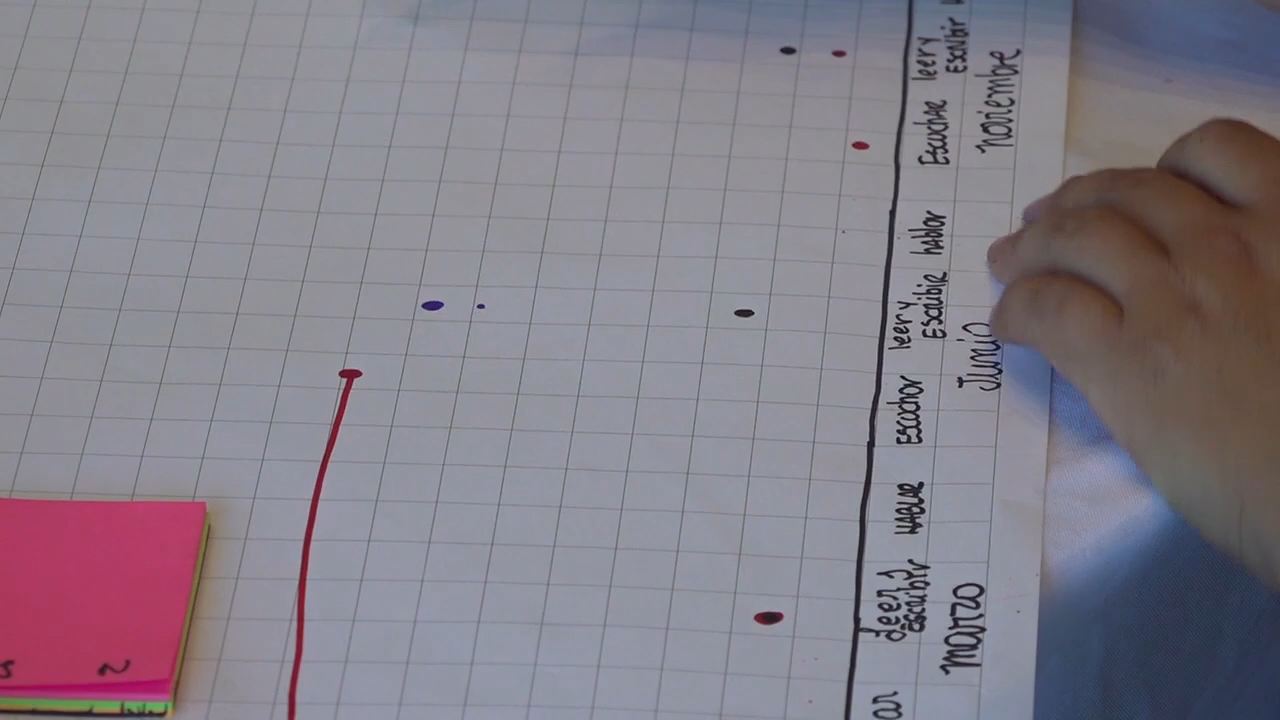 leer y
escribir
HABLAR
escuchar
leer y
Escribir
hablar
Escuchar
leer y
Escribir
marzo
Junio
noviembre